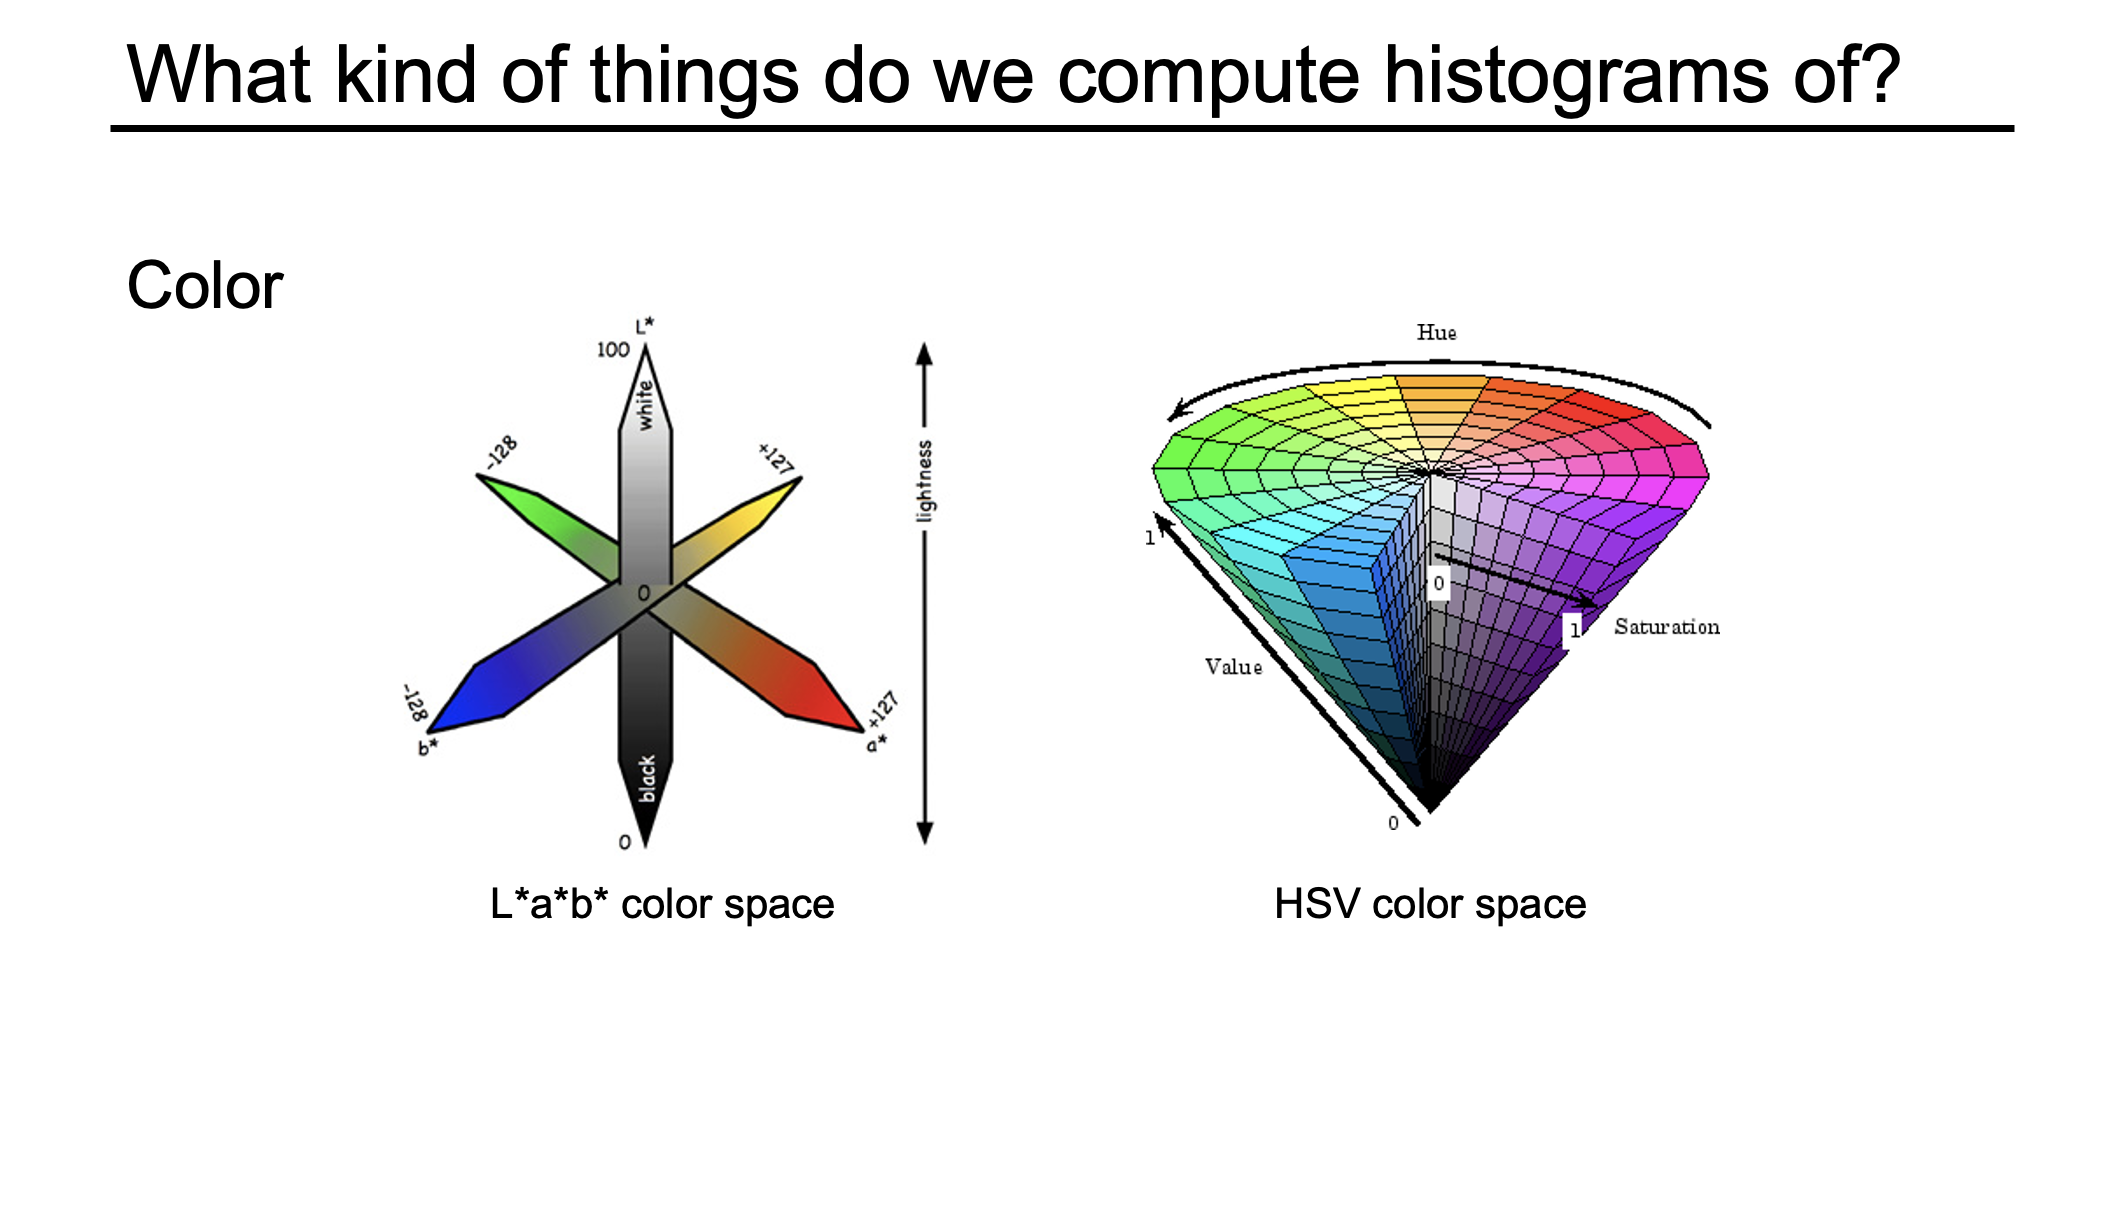 What kind of things do we compute histograms of?
Color
L*
100
white
-128
+127
lightness
0
-128
b*
+127
a*
black
0
L*a*b* color space
Hue
1
0
1
Saturation
Value
0
HSV color space